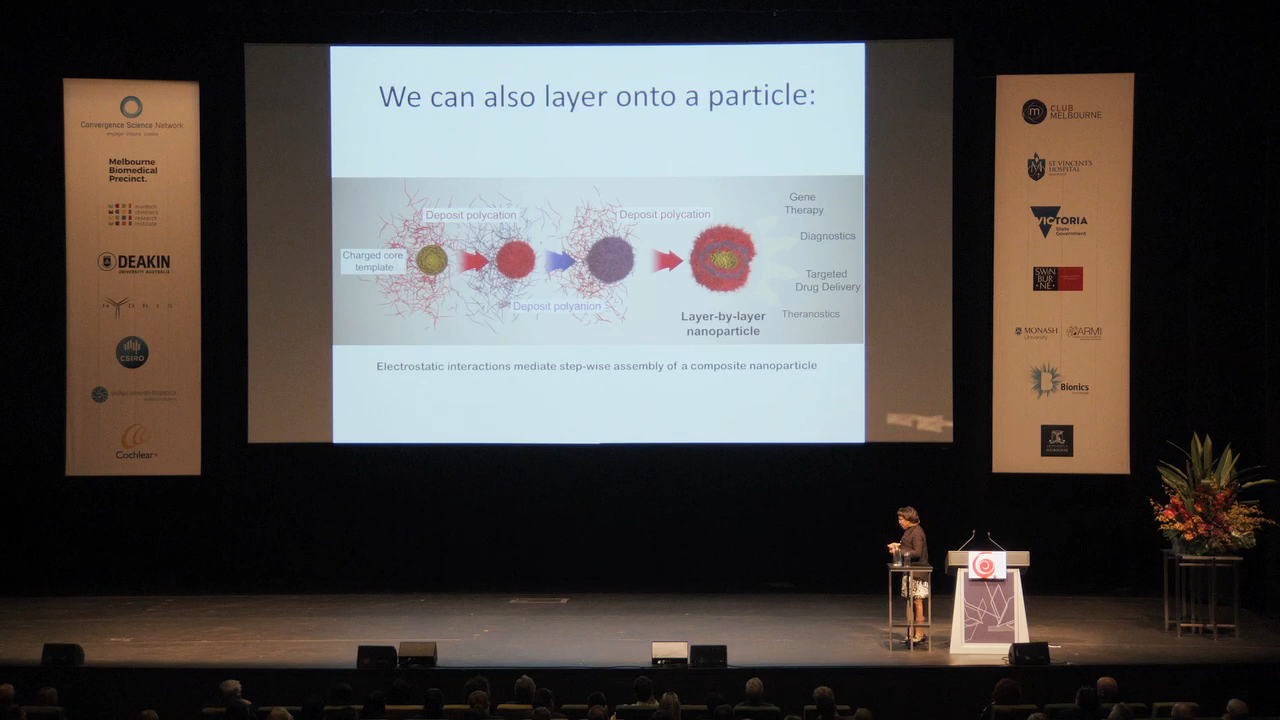 We can also layer onto a particle:
Deposit polycation
Deposit polycation
Charged core
template
Deposit polyanion
Layer-by-layer
nanoparticle
Gene
Therapy
Diagnostics
Targeted
Drug Delivery
Theranostics
Electrostatic interactions mediate step-wise assembly of a composite nanoparticle
Convergence Science Network
Melbourne
Biomedical
Precinct.
DEAKIN
UNIVERSITY AUSTRALIA
CSIRO
Cochlear
CLUB
MELBOURNE
ST VINCENT'S
HOSPITAL
VICTORIA
State
Government
SWIN
BUR
NE
MONASH
University
ARMI
Bionics